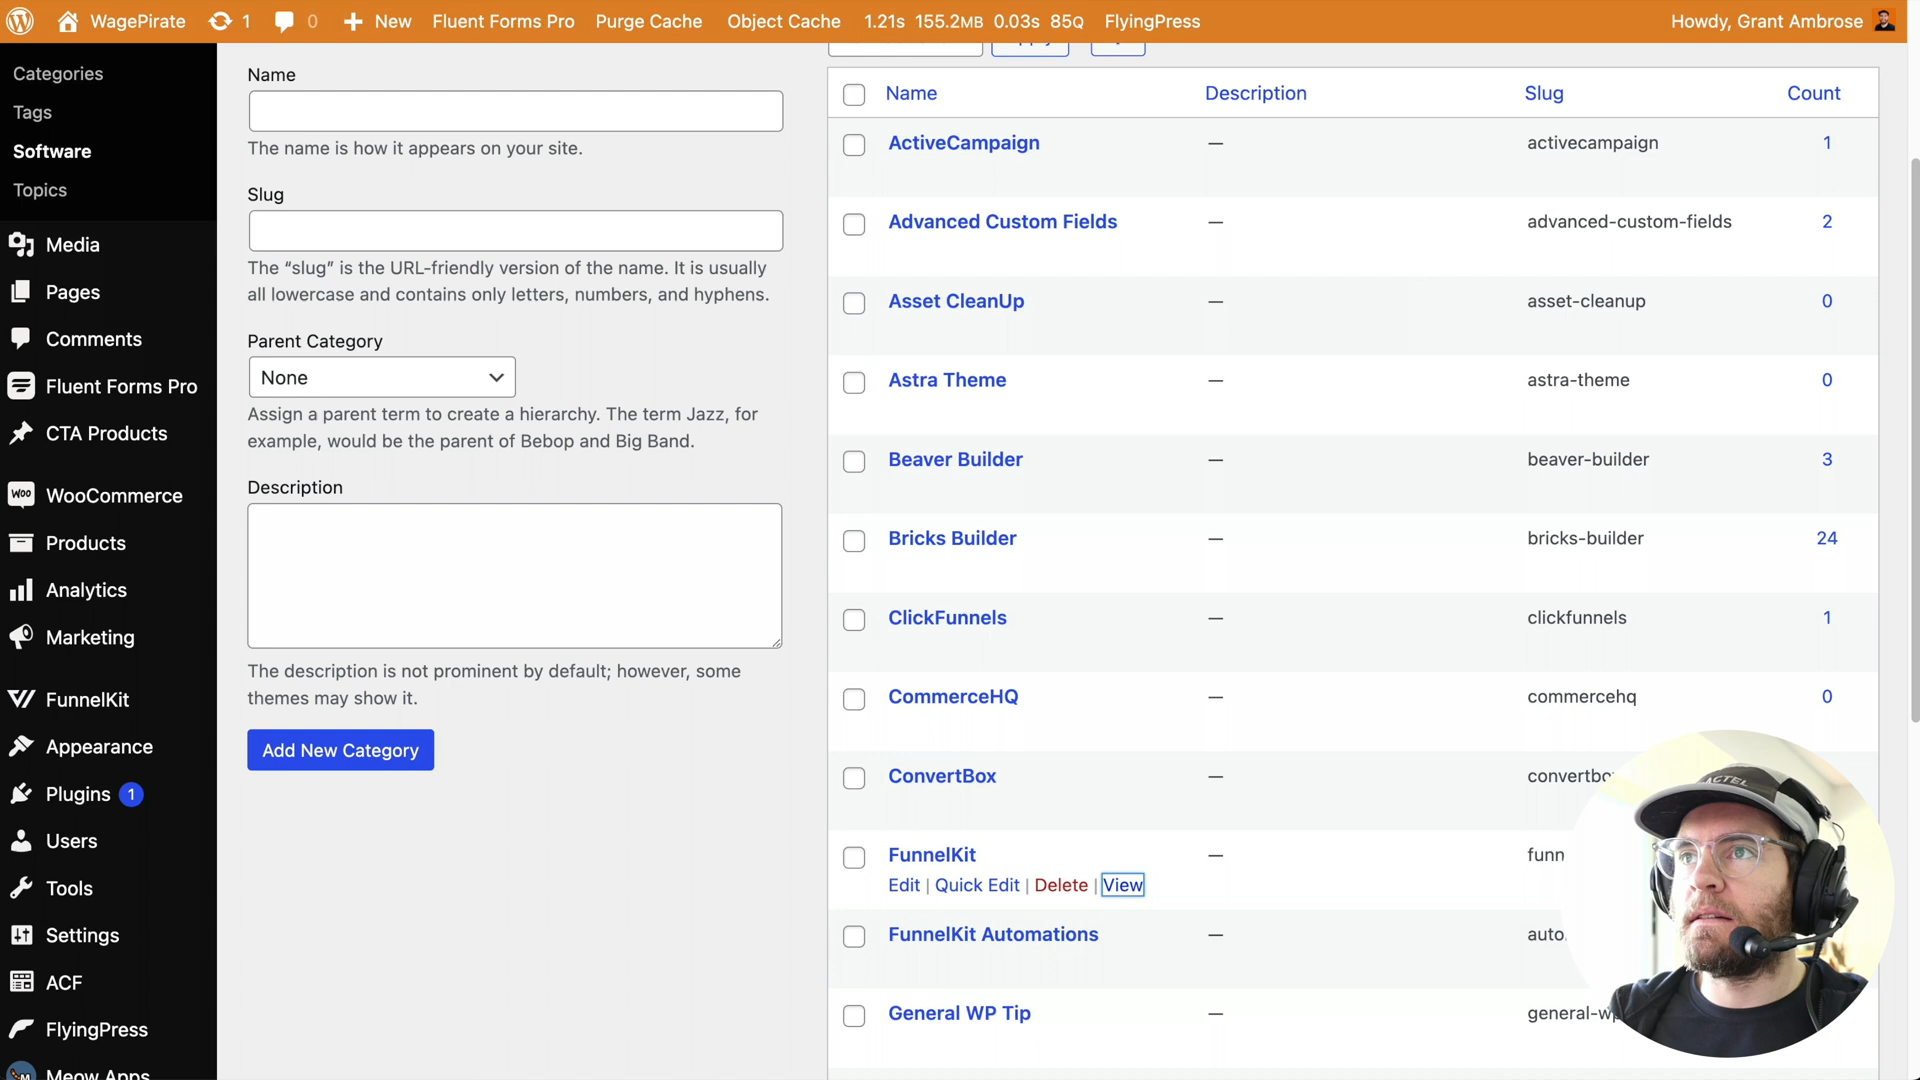 WagePirate 1 0 New Fluent Forms Pro Purge Cache Object Cache 1.21s 155.2MB 0.03s 85Q FlyingPress Howdy, Grant Ambrose
Categories
Tags
Software
Topics
Media
Pages
Comments
Fluent Forms Pro
CTA Products
WooCommerce
Products
Analytics
Marketing
FunnelKit
Appearance
Plugins 1
Users
Tools
Settings
ACF
FlyingPress
Meow Apps
Name
The name is how it appears on your site.
Slug
The “slug” is the URL-friendly version of the name. It is usually
all lowercase and contains only letters, numbers, and hyphens.
Parent Category
None
Assign a parent term to create a hierarchy. The term Jazz, for
example, would be the parent of Bebop and Big Band.
Description
The description is not prominent by default; however, some
themes may show it.
Add New Category
Name Description Slug Count
ActiveCampaign — activecampaign 1
Advanced Custom Fields — advanced-custom-fields 2
Asset CleanUp — asset-cleanup 0
Astra Theme — astra-theme 0
Beaver Builder — beaver-builder 3
Bricks Builder — bricks-builder 24
ClickFunnels — clickfunnels 1
CommerceHQ — commercehq 0
ConvertBox — convertbo
FunnelKit — funn
Edit | Quick Edit | Delete | View
FunnelKit Automations — auto
General WP Tip — general-wp